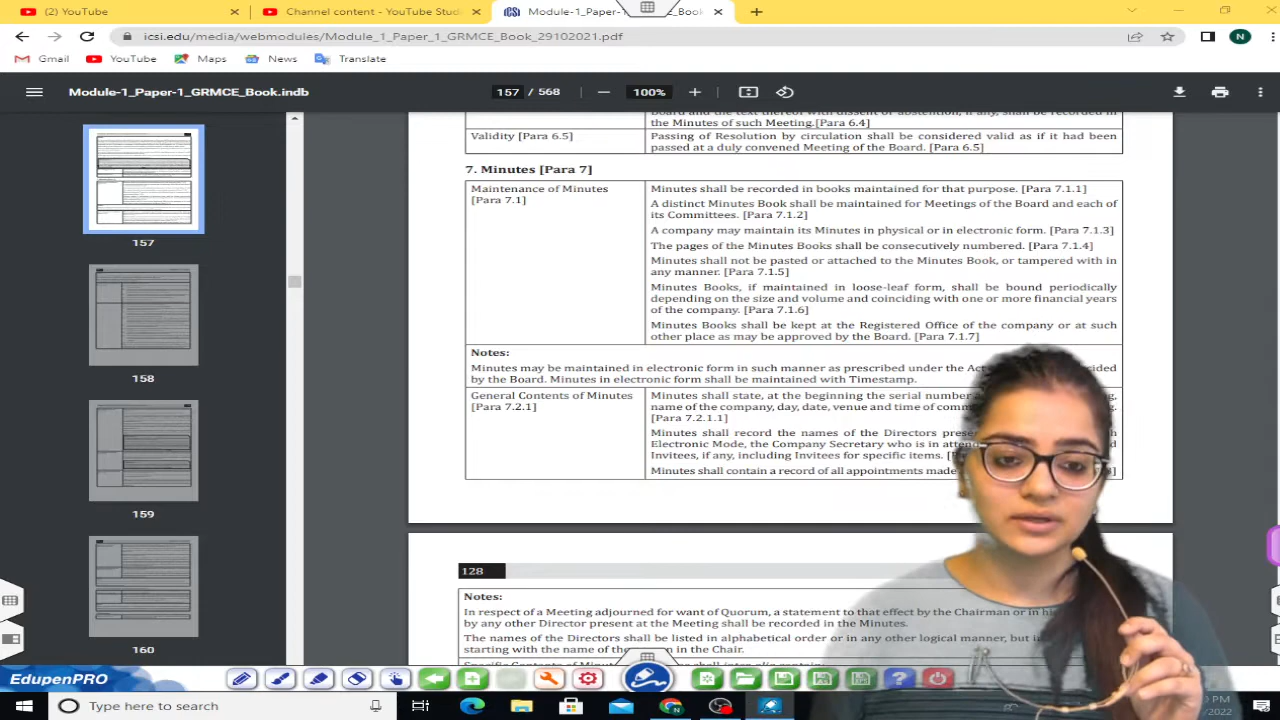 (2) YouTube
Channel content - YouTube Stud
Module-1_Paper-1_GRMCE_Book
icsi.edu/media/webmodules/Module_1_Paper_1_GRMCE_Book_29102021.pdf
N
Gmail
YouTube
Maps
News
Translate
Module-1_Paper-1_GRMCE_Book.indb
157 / 568
100%
the Minutes of such Meeting.[Para 6.4]
Validity [Para 6.5]
Passing of Resolution by circulation shall be considered valid as if it had been
passed at a duly convened Meeting of the Board. [Para 6.5]
7. Minutes [Para 7]
Maintenance of Minutes
[Para 7.1]
Minutes shall be recorded in books maintained for that purpose. [Para 7.1.1]
A distinct Minutes Book shall be maintained for Meetings of the Board and each of
its Committees. [Para 7.1.2]
A company may maintain its Minutes in physical or in electronic form. [Para 7.1.3]
The pages of the Minutes Books shall be consecutively numbered. [Para 7.1.4]
Minutes shall not be pasted or attached to the Minutes Book, or tampered with in
any manner. [Para 7.1.5]
Minutes Books, if maintained in loose-leaf form, shall be bound periodically
depending on the size and volume and coinciding with one or more financial years
of the company. [Para 7.1.6]
Minutes Books shall be kept at the Registered Office of the company or at such
other place as may be approved by the Board. [Para 7.1.7]
Notes:
Minutes may be maintained in electronic form in such manner as prescribed under the Act
by the Board. Minutes in electronic form shall be maintained with Timestamp.
General Contents of Minutes
[Para 7.2.1]
Minutes shall state, at the beginning the serial number
name of the company, day, date, venue and time of
[Para 7.2.1.1]
Minutes shall record the names of the Directors
Electronic Mode, the Company Secretary who is in
Invitees, if any, including Invitees for specific items.
Minutes shall contain a record of all appointments made
128
Notes:
In respect of a Meeting adjourned for want of Quorum, a statement to that effect by the Chairman or in
by any other Director present at the Meeting shall be recorded in the Minutes.
The names of the Directors shall be listed in alphabetical order or in any other logical manner, but
starting with the name of the in the Chair.
157
158
159
160
EdupenPRO
Type here to search